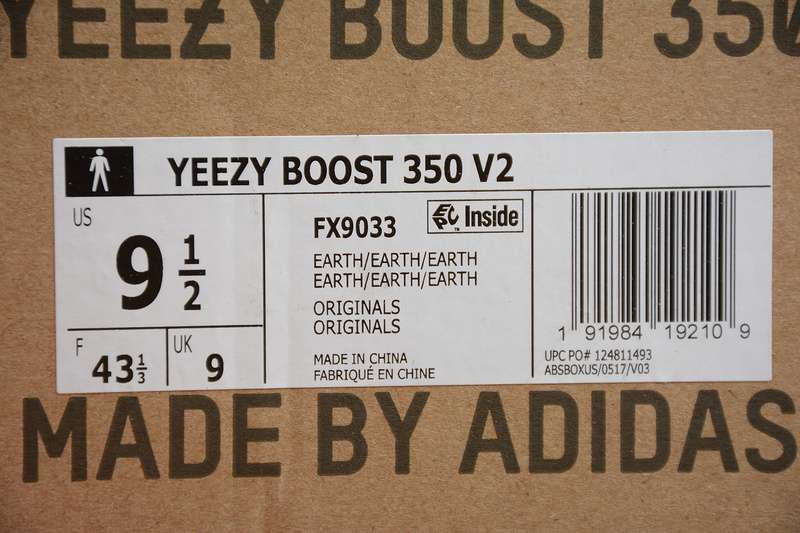 YEEZY BOOST 350
YEEZY BOOST 350 V2
US
9 1/2
F
43 1/3
UK
9
FX9033
EPC Inside
™
EARTH/EARTH/EARTH
EARTH/EARTH/EARTH
ORIGINALS
ORIGINALS
MADE IN CHINA
FABRIQUÉ EN CHINE
1 91984 19210 9
UPC PO# 124811493
ABSBOXUS/0517/V03
MADE BY ADIDAS